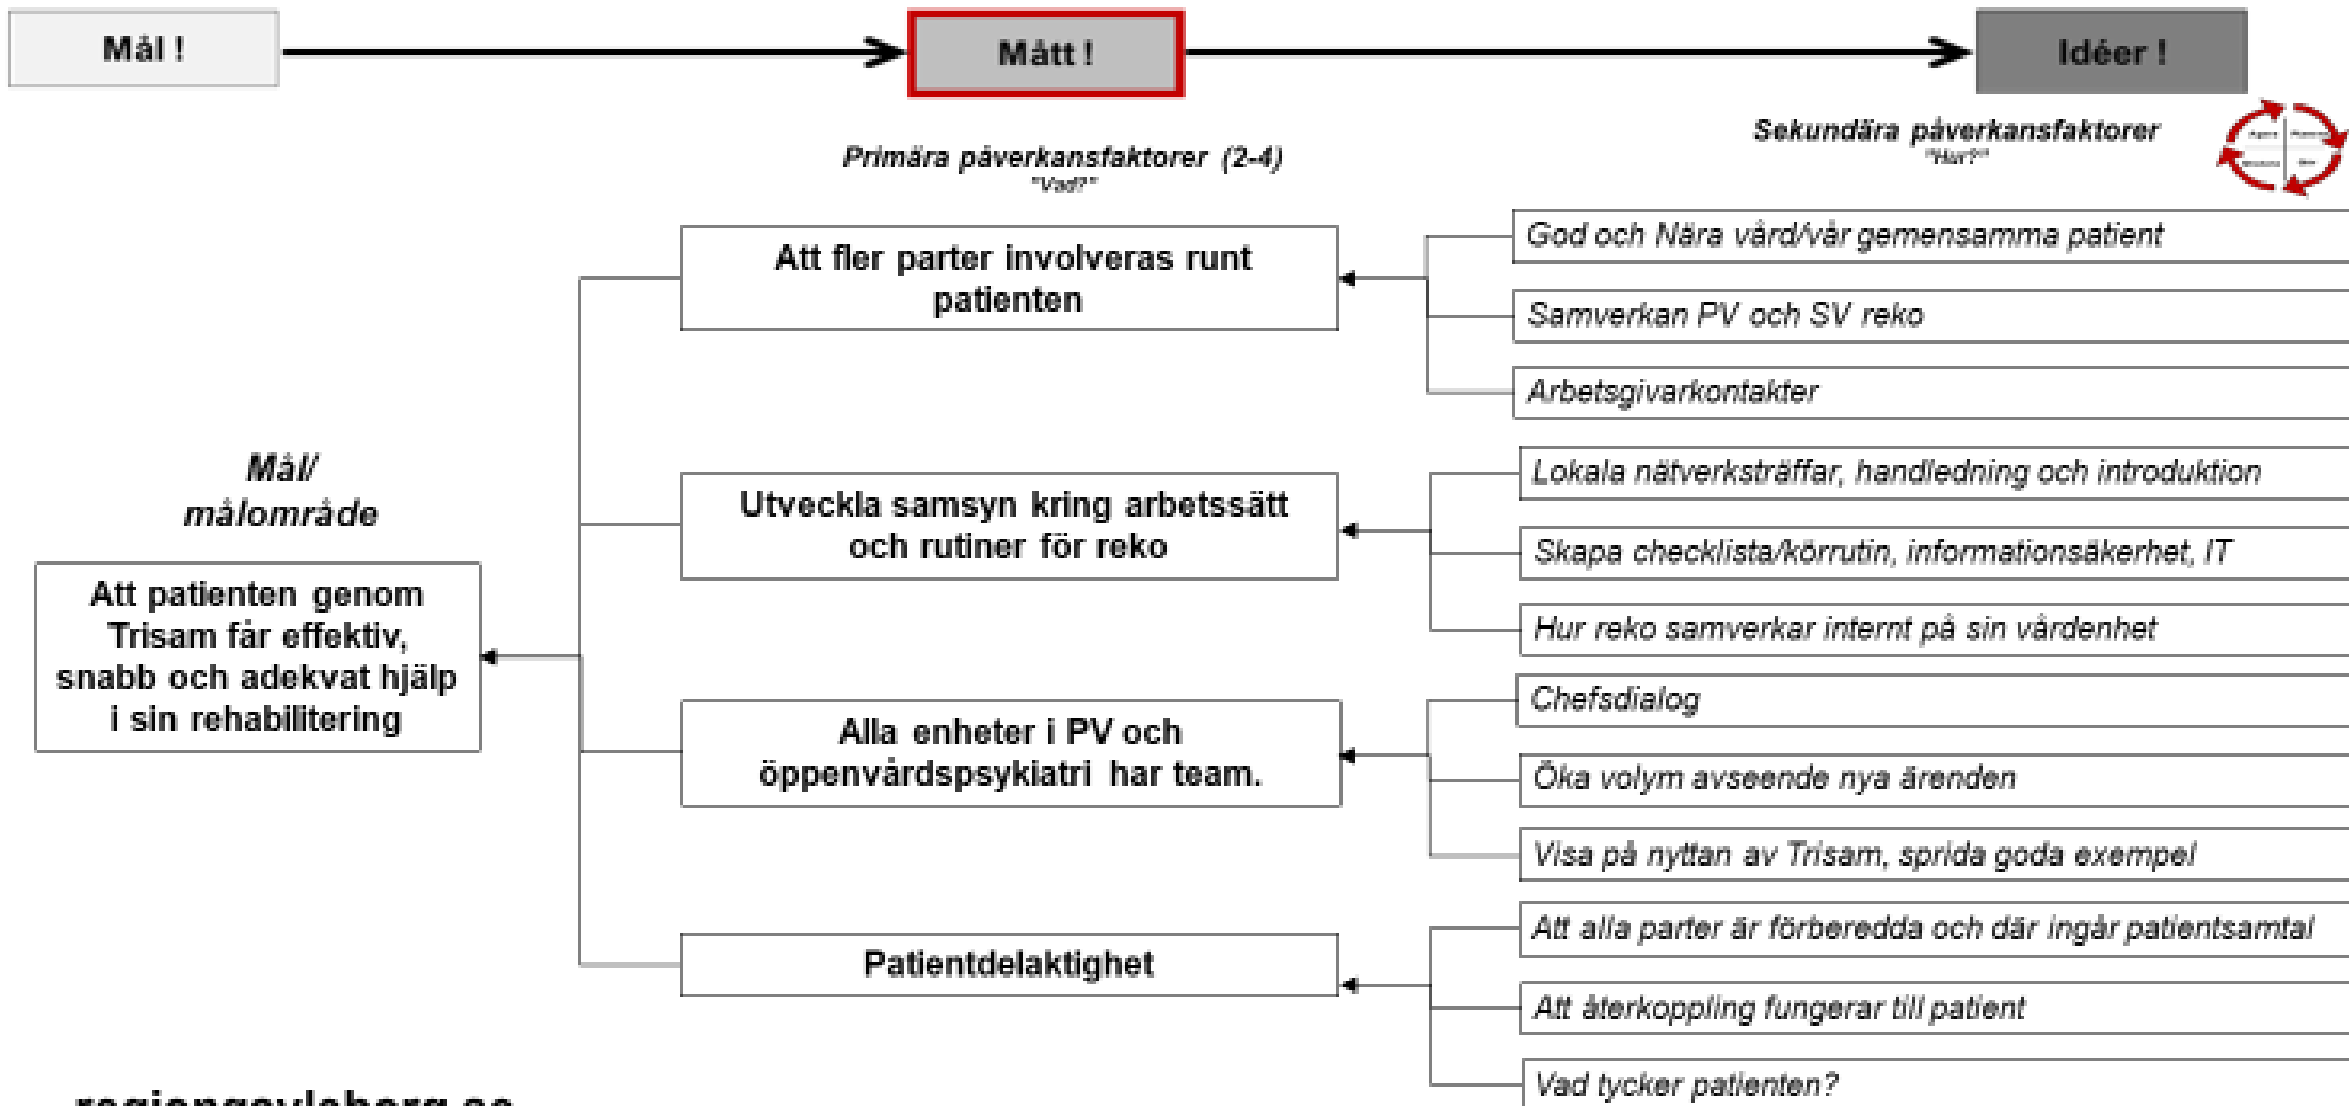 Mål !
Mått !
Idéer !
Primära påverkansfaktorer (2-4)
"Vad?"
Sekundära påverkansfaktorer
"Hur?"
Mål/
målområde
Att patienten genom
Trisam får effektiv,
snabb och adekvat hjälp
i sin rehabilitering
Att fler parter involveras runt
patienten
God och Nära vård/vår gemensamma patient
Samverkan PV och SV reko
Arbetsgivarkontakter
Utveckla samsyn kring arbetssätt
och rutiner för reko
Lokala nätverksträffar, handledning och introduktion
Skapa checklista/körrutin, informationsäkerhet, IT
Hur reko samverkar internt på sin vårdenhet
Alla enheter i PV och
öppenvårdspsykiatri har team.
Chefsdialog
Öka volym avseende nya ärenden
Visa på nyttan av Trisam, sprida goda exempel
Patientdelaktighet
Att alla parter är förberedda och där ingår patientsamtal
Att återkoppling fungerar till patient
Vad tycker patienten?